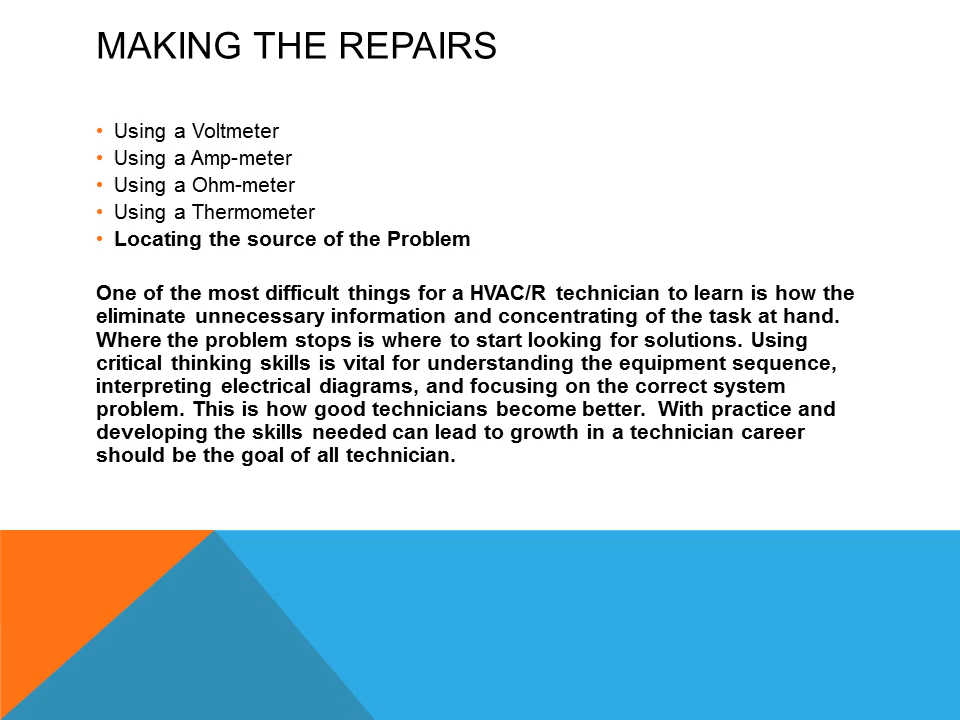 MAKING THE REPAIRS
• Using a Voltmeter
• Using a Amp-meter
• Using a Ohm-meter
• Using a Thermometer
• Locating the source of the Problem
One of the most difficult things for a HVAC/R technician to learn is how the
eliminate unnecessary information and concentrating of the task at hand.
Where the problem stops is where to start looking for solutions. Using
critical thinking skills is vital for understanding the equipment sequence,
interpreting electrical diagrams, and focusing on the correct system
problem. This is how good technicians become better. With practice and
developing the skills needed can lead to growth in a technician career
should be the goal of all technician.